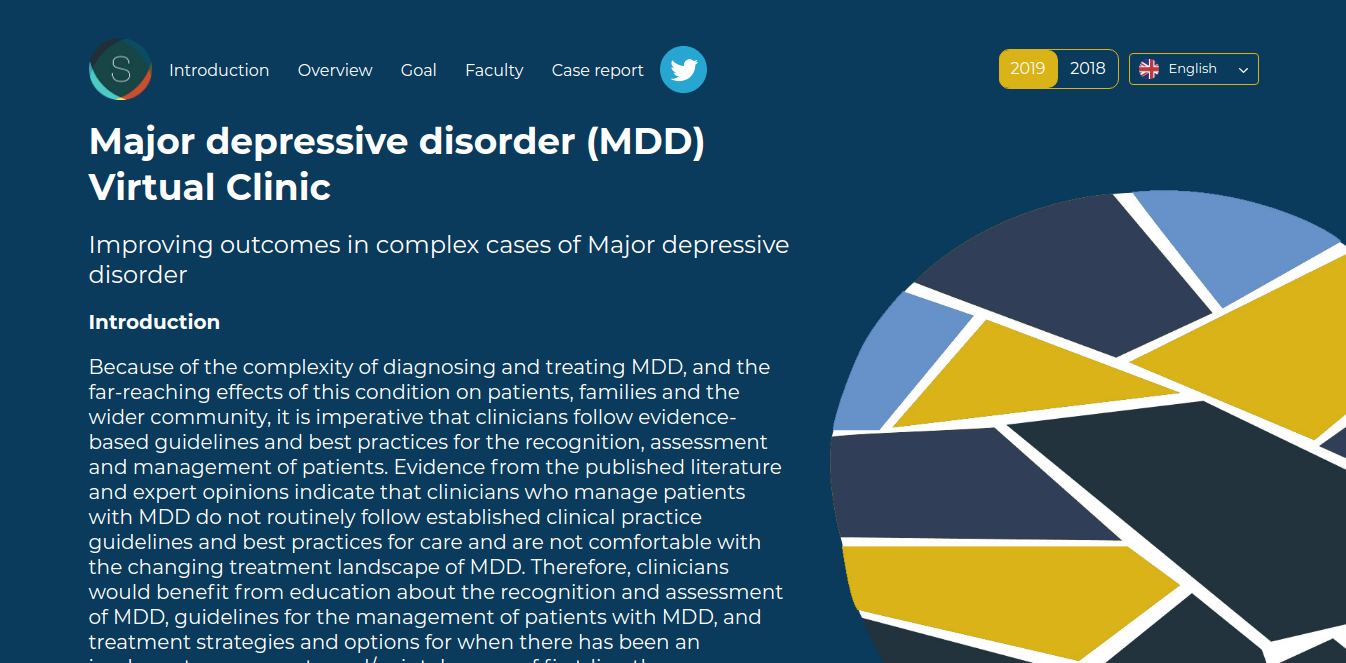 S
Introduction Overview Goal Faculty Case report
2019 2018 English
Major depressive disorder (MDD)
Virtual Clinic
Improving outcomes in complex cases of Major depressive
disorder
Introduction
Because of the complexity of diagnosing and treating MDD, and the
far-reaching effects of this condition on patients, families and the
wider community, it is imperative that clinicians follow evidence-
based guidelines and best practices for the recognition, assessment
and management of patients. Evidence from the published literature
and expert opinions indicate that clinicians who manage patients
with MDD do not routinely follow established clinical practice
guidelines and best practices for care and are not comfortable with
the changing treatment landscape of MDD. Therefore, clinicians
would benefit from education about the recognition and assessment
of MDD, guidelines for the management of patients with MDD, and
treatment strategies and options for when there has been an